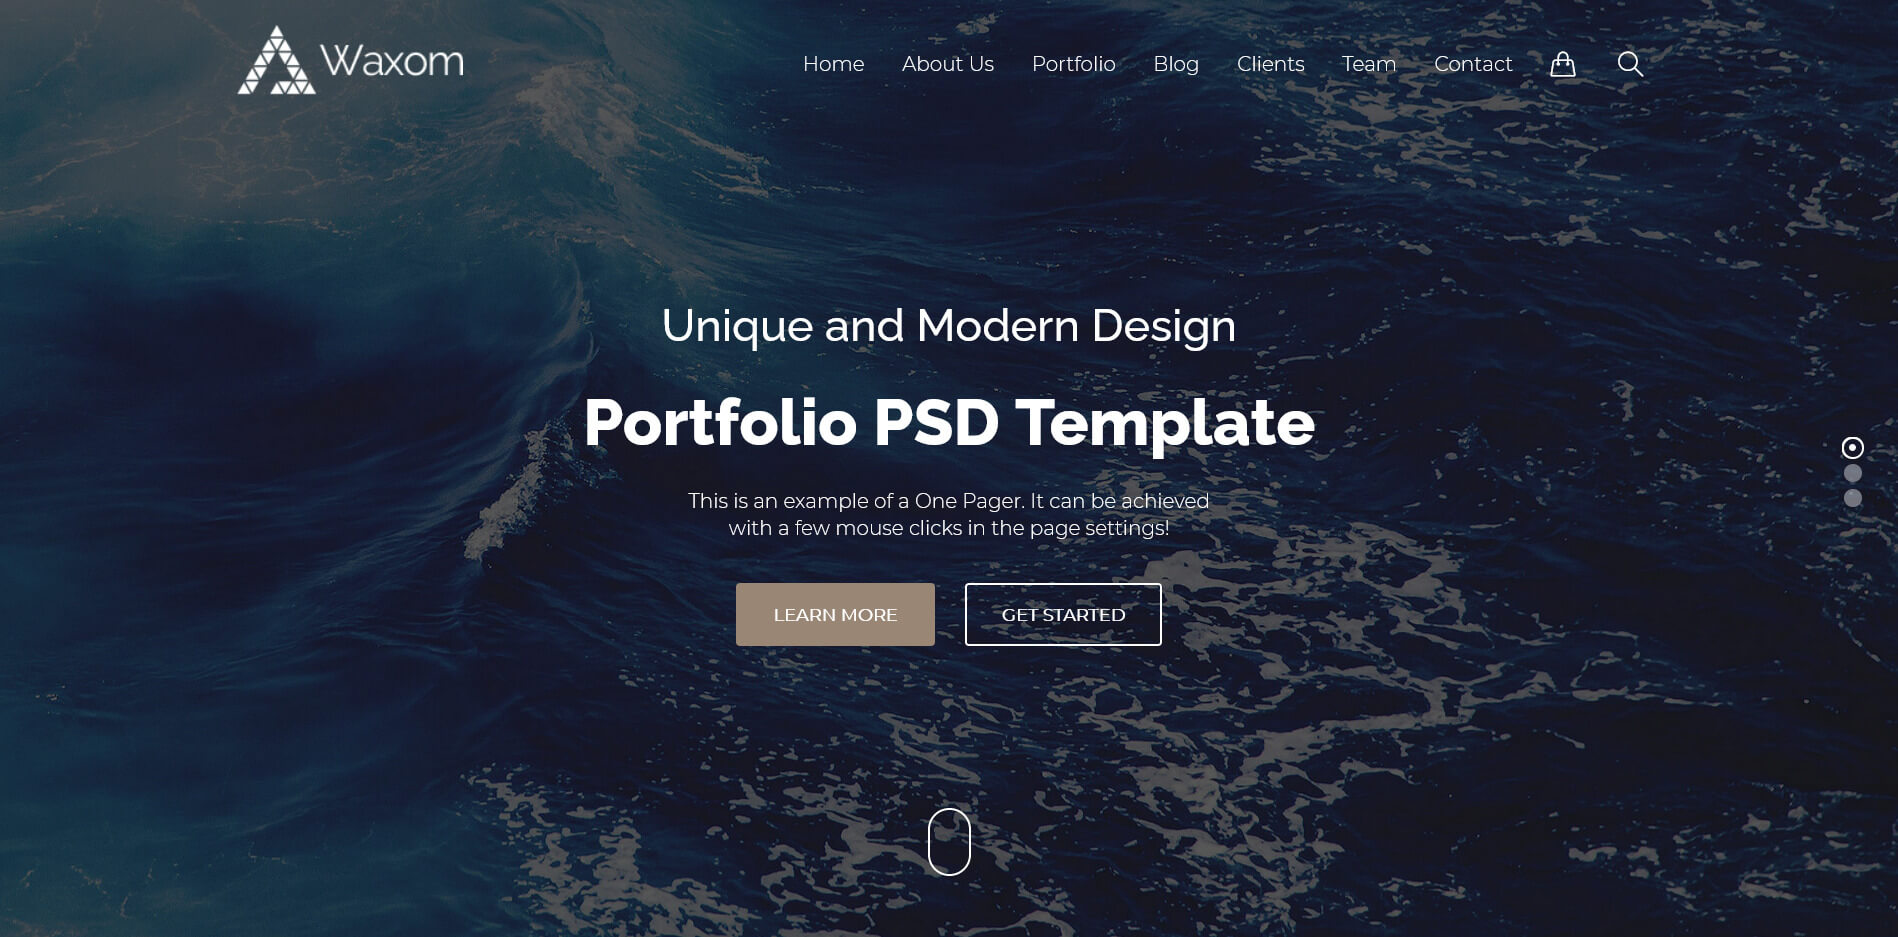 Waxom
Home About Us Portfolio Blog Clients Team Contact
Unique and Modern Design
Portfolio PSD Template
This is an example of a One Pager. It can be achieved
with a few mouse clicks in the page settings!
LEARN MORE GET STARTED